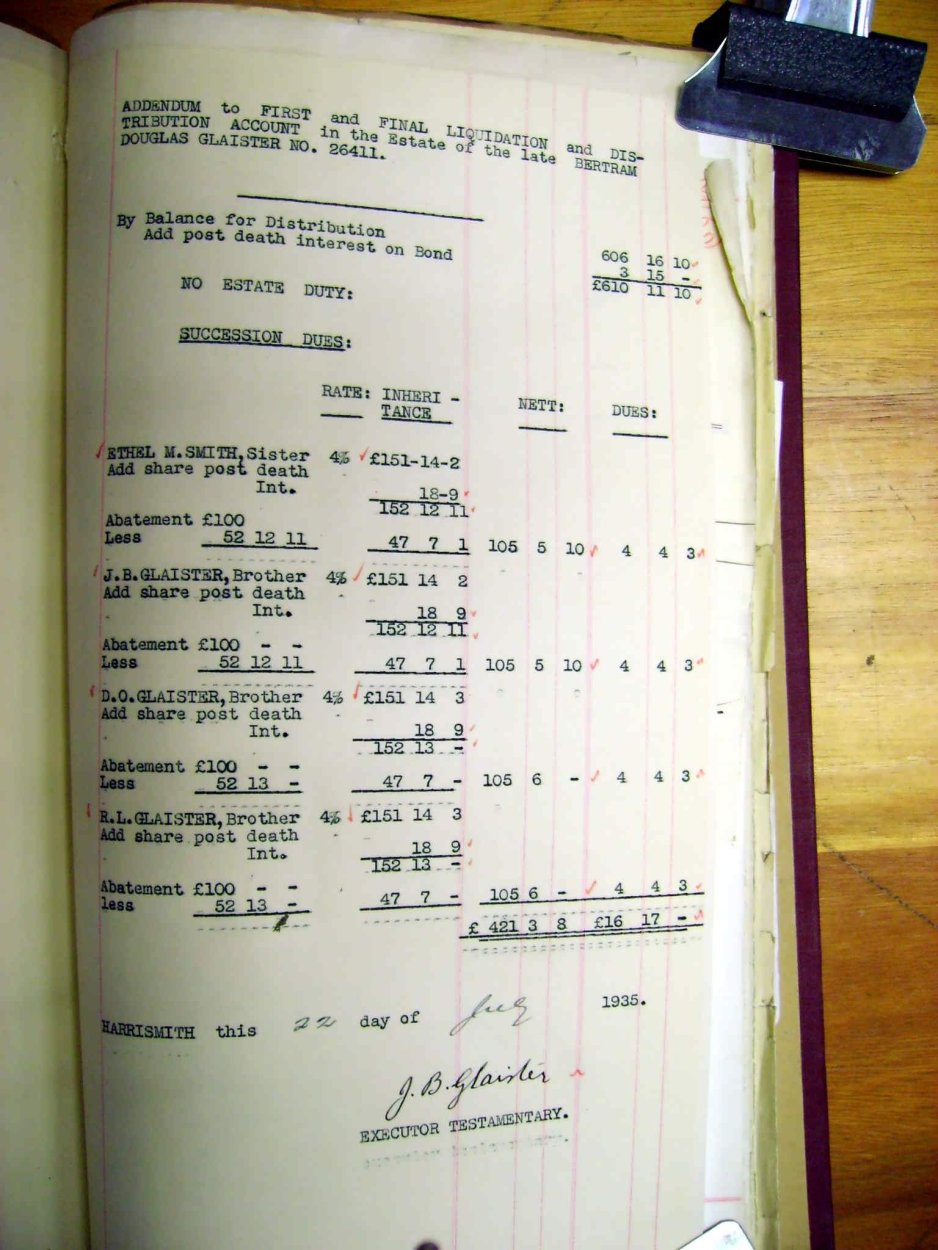 ADDENDUM to FIRST and FINAL LIQUIDATION and DIS-
TRIBUTION ACCOUNT in the Estate of the late BERTRAM
DOUGLAS GLAISTER NO. 26411.
By Balance for Distribution 606 16 10
Add post death interest on Bond 3 15 -
£610 11 10
NO ESTATE DUTY:
SUCCESSION DUES:
RATE: INHERI - NETT: DUES:
TANCE
ETHEL M.SMITH,Sister 4% £151-14-2
Add share post death
Int. 18-9
152 12 11
Abatement £100
Less 52 12 11 47 7 1 105 5 10 4 4 3
J.B.GLAISTER,Brother 4% £151 14 2
Add share post death
Int. 18 9
152 12 11
Abatement £100 - -
Less 52 12 11 47 7 1 105 5 10 4 4 3
D.O.GLAISTER,Brother 4% £151 14 3
Add share post death
Int. 18 9
152 13 -
Abatement £100 - -
Less 52 13 - 47 7 - 105 6 - 4 4 3
R.L.GLAISTER,Brother 4% £151 14 3
Add share post death
Int. 18 9
152 13 -
Abatement £100 - -
less 52 13 - 47 7 - 105 6 - 4 4 3
£ 421 3 8 £16 17 -
HARRISMITH this 22 day of July 1935.
J.B.Glaister
EXECUTOR TESTAMENTARY.